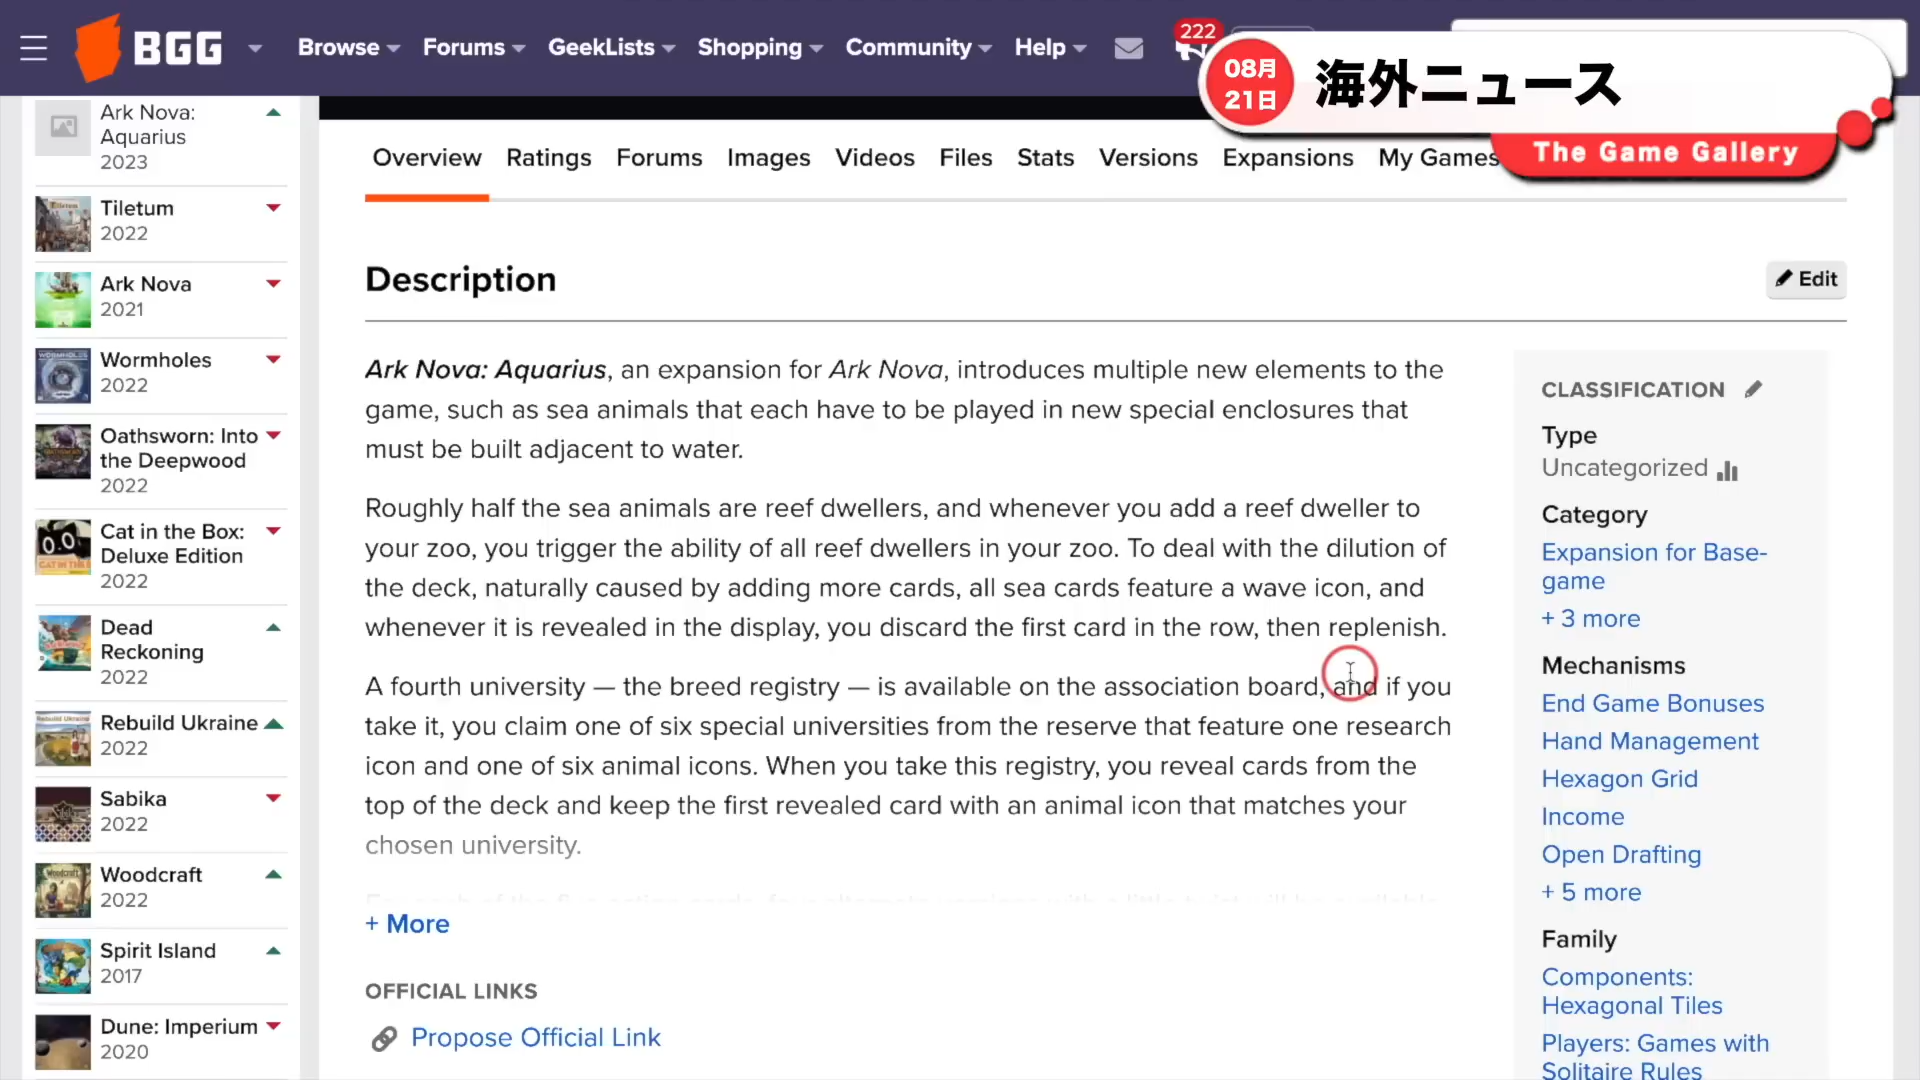 BGG
Browse
Forums
GeekLists
Shopping
Community
Help
222
08月
21日
海外ニュース
The Game Gallery
Ark Nova:
Aquarius
2023
Tiletum
2022
Ark Nova
2021
Wormholes
2022
Oathsworn: Into
the Deepwood
2022
Cat in the Box:
Deluxe Edition
2022
Dead
Reckoning
2022
Rebuild Ukraine
2022
Sabika
2022
Woodcraft
2022
Spirit Island
2017
Dune: Imperium
2020
Overview
Ratings
Forums
Images
Videos
Files
Stats
Versions
Expansions
My Games
Description
Edit
Ark Nova: Aquarius, an expansion for Ark Nova, introduces multiple new elements to the
game, such as sea animals that each have to be played in new special enclosures that
must be built adjacent to water.
Roughly half the sea animals are reef dwellers, and whenever you add a reef dweller to
your zoo, you trigger the ability of all reef dwellers in your zoo. To deal with the dilution of
the deck, naturally caused by adding more cards, all sea cards feature a wave icon, and
whenever it is revealed in the display, you discard the first card in the row, then replenish.
A fourth university — the breed registry — is available on the association board, and if you
take it, you claim one of six special universities from the reserve that feature one research
icon and one of six animal icons. When you take this registry, you reveal cards from the
top of the deck and keep the first revealed card with an animal icon that matches your
chosen university.
+ More
OFFICIAL LINKS
Propose Official Link
CLASSIFICATION
Type
Uncategorized
Category
Expansion for Base-
game
+ 3 more
Mechanisms
End Game Bonuses
Hand Management
Hexagon Grid
Income
Open Drafting
+ 5 more
Family
Components:
Hexagonal Tiles
Players: Games with
Solitaire Rules